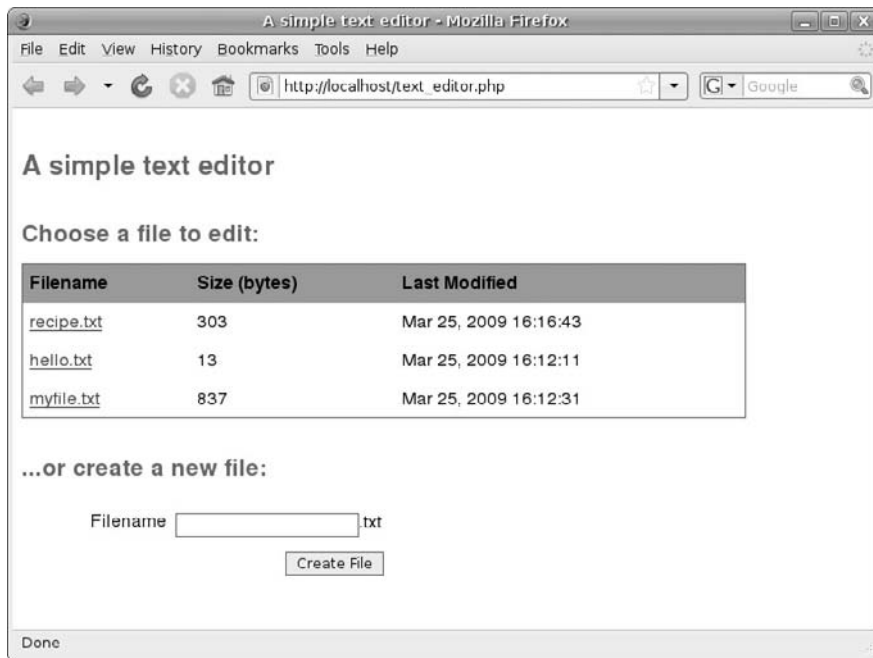 A simple text editor - Mozilla Firefox
File Edit View History Bookmarks Tools Help
http://localhost/text_editor.php G Google
A simple text editor
Choose a file to edit:
Filename Size (bytes) Last Modified
recipe.txt 303 Mar 25, 2009 16:16:43
hello.txt 13 Mar 25, 2009 16:12:11
myfile.txt 837 Mar 25, 2009 16:12:31
...or create a new file:
Filename .txt
Create File
Done